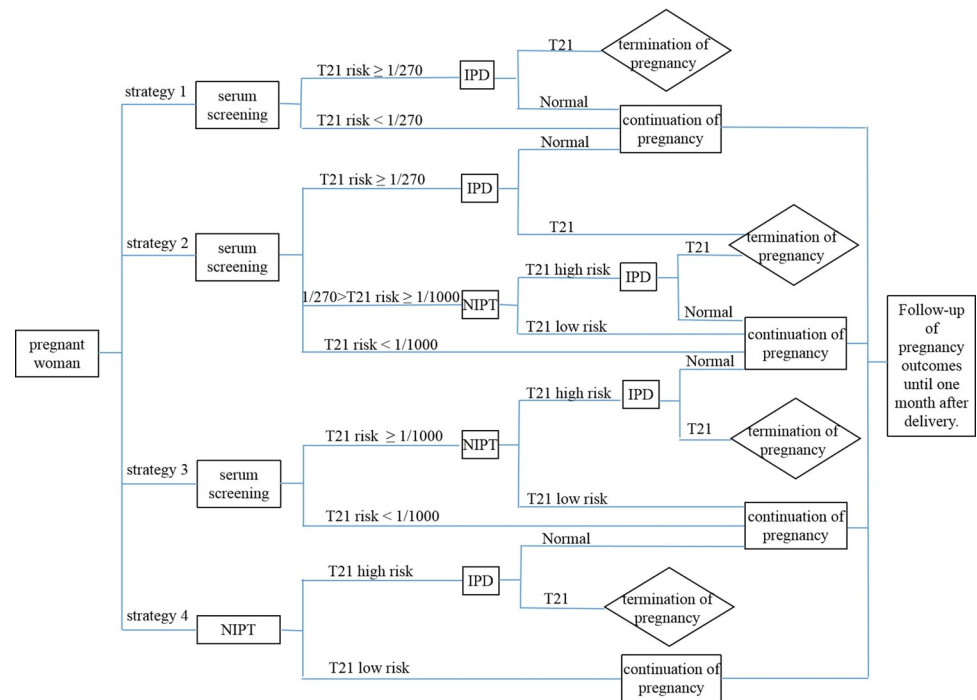 T21
termination of
pregnancy
T21 risk ≥ 1/270
IPD
strategy 1
serum
screening
Normal
T21 risk < 1/270
continuation of
pregnancy
Normal
T21 risk ≥ 1/270
IPD
T21
termination of
pregnancy
strategy 2
serum
screening
T21
T21 high risk
IPD
1/270>T21 risk ≥ 1/1000
NIPT
Normal
T21 low risk
continuation of
pregnancy
T21 risk < 1/1000
pregnant
woman
Follow-up
of
pregnancy
outcomes
until one
month after
delivery.
Normal
T21 high risk
IPD
T21
termination of
pregnancy
T21 risk ≥ 1/1000
NIPT
strategy 3
serum
screening
T21 low risk
T21 risk < 1/1000
continuation of
pregnancy
Normal
T21 high risk
IPD
T21
termination of
pregnancy
strategy 4
NIPT
T21 low risk
continuation of
pregnancy